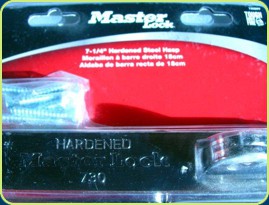 Master
Lock
7-1/4" Hardened Steel Hasp
Moraillon à barre droite 18cm
Aldaba de barra recta de 18cm
HARDENED
Master Lock
730